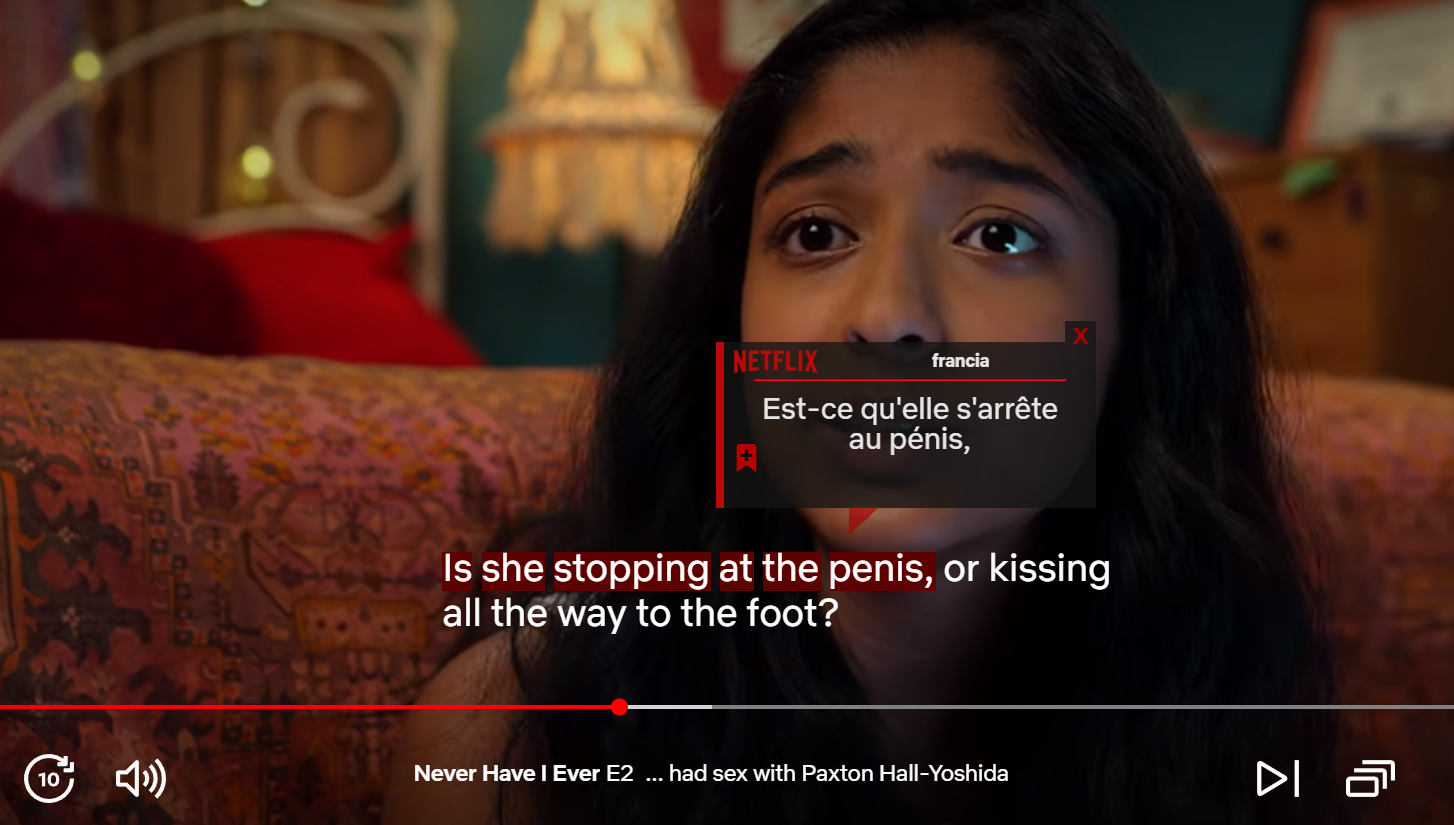 X
NETFLIX francia
Est-ce qu'elle s'arrête
au pénis,
Is she stopping at the penis, or kissing
all the way to the foot?
10 Never Have I Ever E2 ... had sex with Paxton Hall-Yoshida